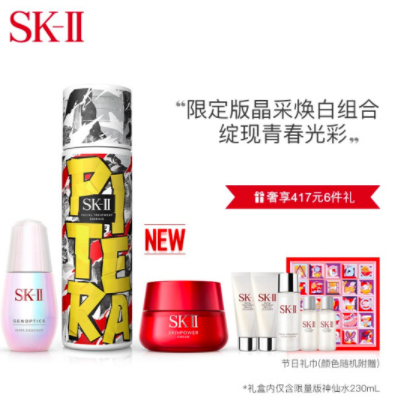 SK-II
“限定版晶采焕白组合
绽现青春光彩”
奢享417元6件礼
NEW
PITERA
SK-II
FACIAL TREATMENT
ESSENCE
SK-II
GENOPTICS
SK-II
SKINPOWER
CREAM
节日礼巾(颜色随机附赠)
*礼盒内仅含限量版神仙水230mL